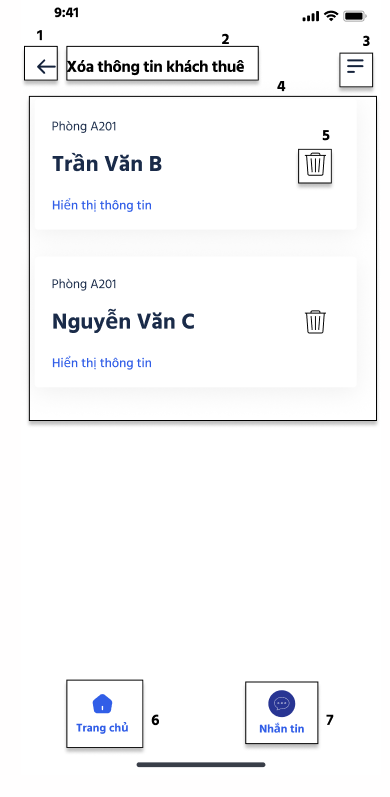 9:41
1
2
3
Xóa thông tin khách thuê
4
Phòng A201
5
Trần Văn B
Hiển thị thông tin
Phòng A201
Nguyễn Văn C
Hiển thị thông tin
Trang chủ
6
Nhắn tin
7